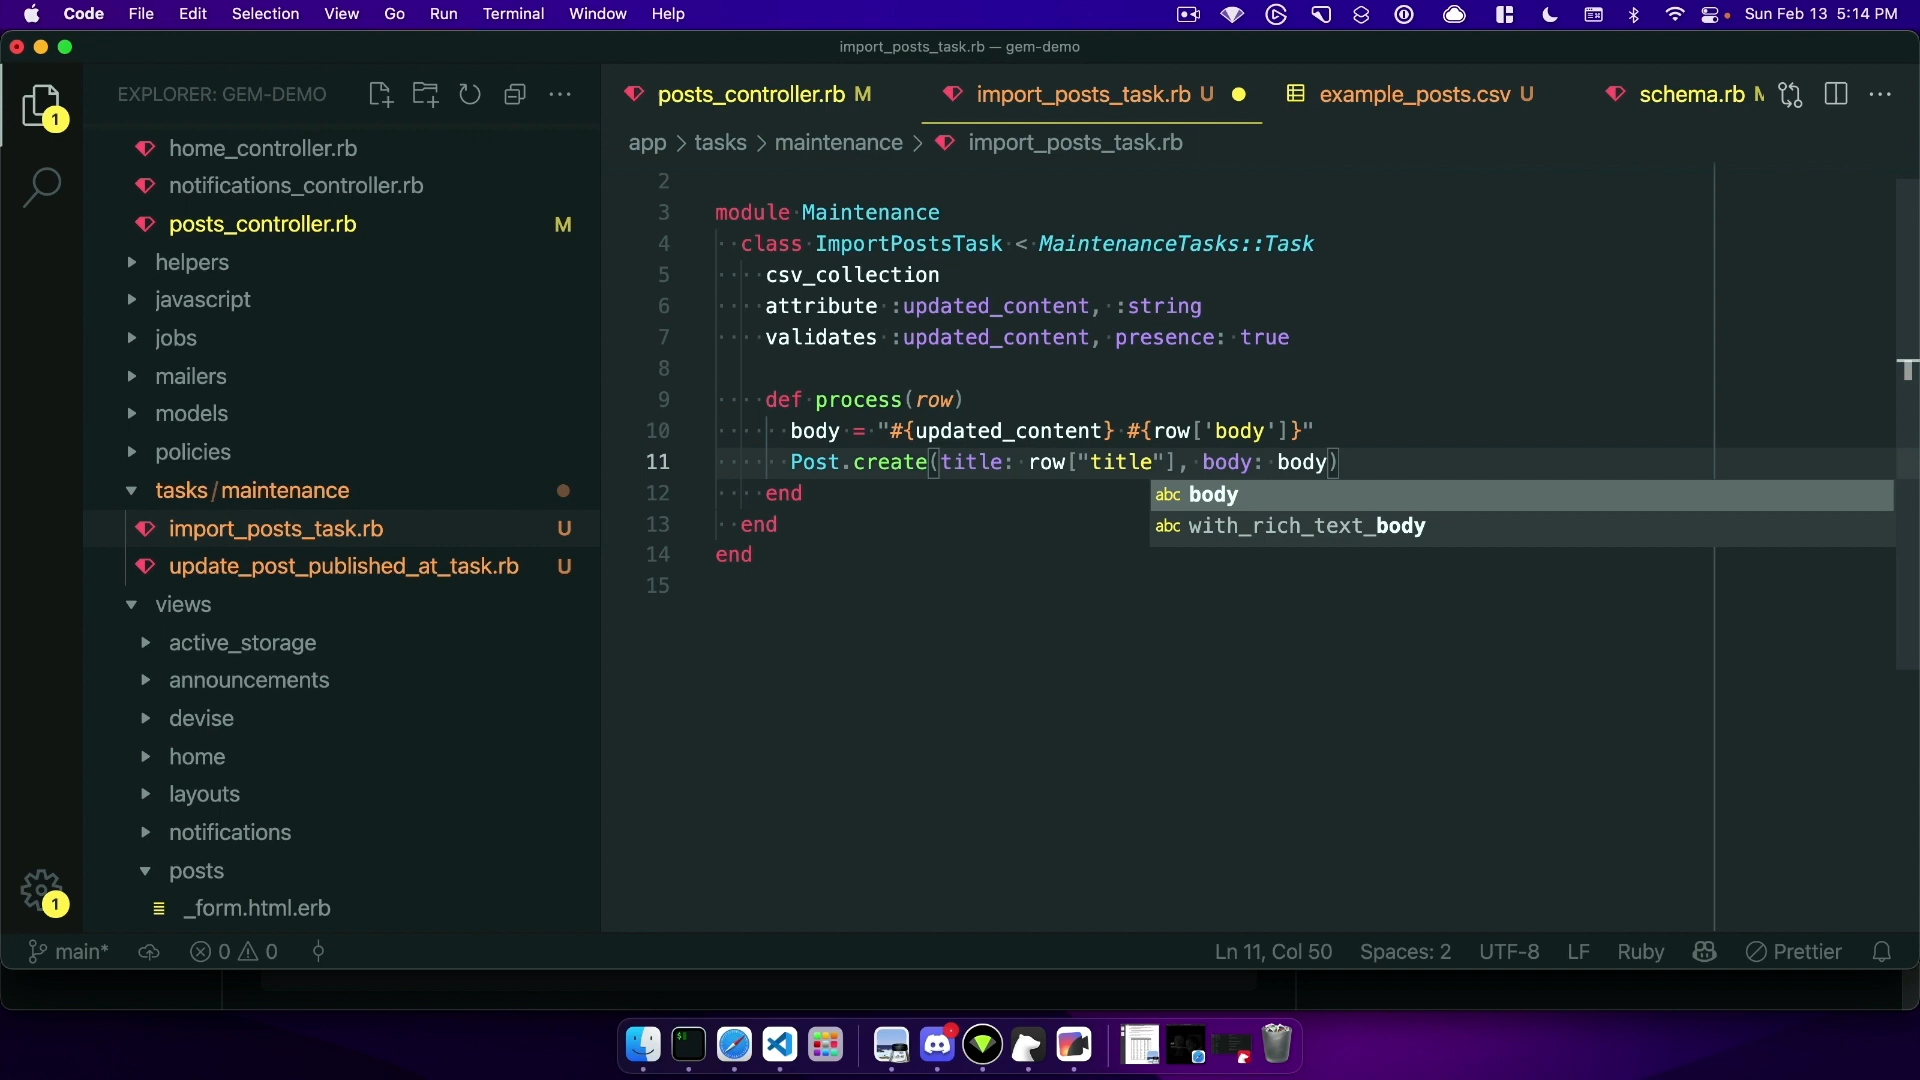 Code File Edit Selection View Go Run Terminal Window Help Sun Feb 13 5:14 PM
import_posts_task.rb — gem-demo
EXPLORER: GEM-DEMO
1
home_controller.rb
notifications_controller.rb
posts_controller.rb M
helpers
javascript
jobs
mailers
models
policies
tasks/maintenance
import_posts_task.rb U
update_post_published_at_task.rb U
views
active_storage
announcements
devise
home
layouts
notifications
posts
_form.html.erb
1
posts_controller.rb M import_posts_task.rb U example_posts.csv U schema.rb M
app > tasks > maintenance > import_posts_task.rb
2
3 module Maintenance
4 class ImportPostsTask < MaintenanceTasks::Task
5 csv_collection
6 attribute :updated_content, :string
7 validates :updated_content, presence: true
8
9 def process(row)
10 body = "#{updated_content} #{row['body']}"
11 Post.create(title: row["title"], body: body)
12 end
13 end
14 end
15
abc body
abc with_rich_text_body
main* 0 0 Ln 11, Col 50 Spaces: 2 UTF-8 LF Ruby Prettier